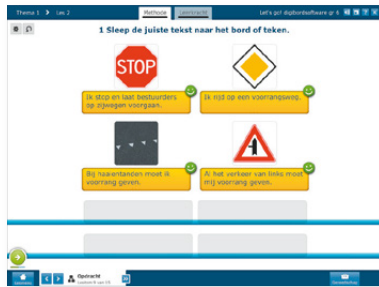 Thema 1 > Les 2
Methode
Leerkracht
Let's go! digibordsoftware gr 6
1 Sleep de juiste tekst naar het bord of teken.
STOP
Ik stop en laat bestuurders
op zijwegen voorgaan.
Ik rijd op een voorrangsweg.
Bij haaientanden moet ik
voorrang geven.
Al het verkeer van links moet
mij voorrang geven.
Opdracht